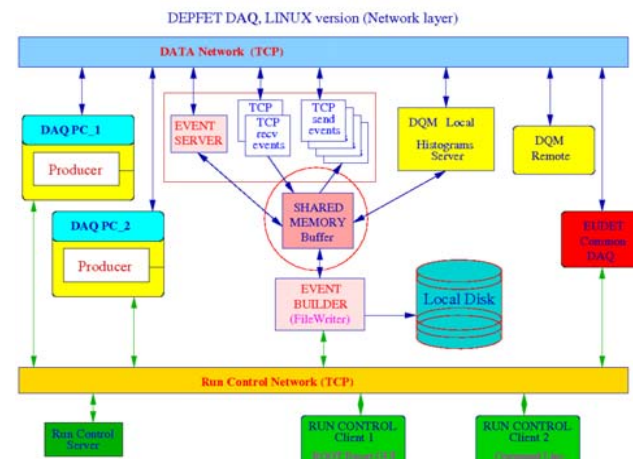 DEPFET DAQ, LINUX version (Network layer)
DATA Network (TCP)
DAQ PC_1
Producer
DAQ PC_2
Producer
EVENT
SERVER
TCP
TCP
recv
events
TCP
send
events
DQM Local
Histograms
Server
DQM
Remote
SHARED
MEMORY
Buffer
EUDET
Common
DAQ
EVENT
BUILDER
(FileWriter)
Local Disk
Run Control Network (TCP)
Run Control
Server
RUN CONTROL
Client 1
RUN CONTROL
Client 2